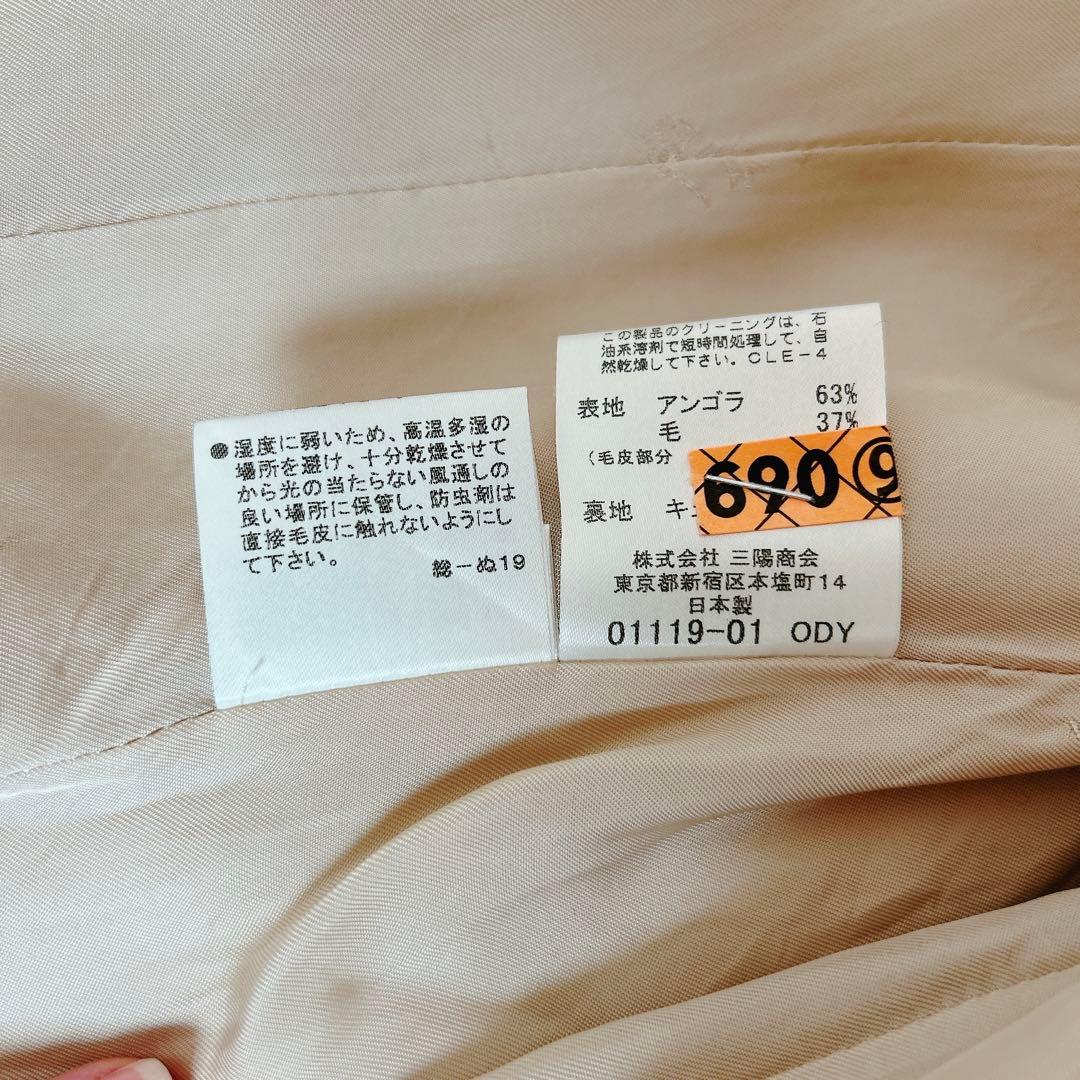 ●湿度に弱いため、高温多湿の
場所を避け、十分乾燥させて
から光の当たらない風通しの
良い場所に保管し、防虫剤は
直接毛皮に触れないようにし
て下さい。
総ーぬ19
この製品のクリーニングは、石
油系溶剤で短時間処理して、自
然乾燥して下さい。CLE-4
表地 アンゴラ 63%
毛 37%
(毛皮部分
裏地 キュ
690 9
株式会社 三陽商会
東京都新宿区本塩町14
日本製
01119-01 ODY